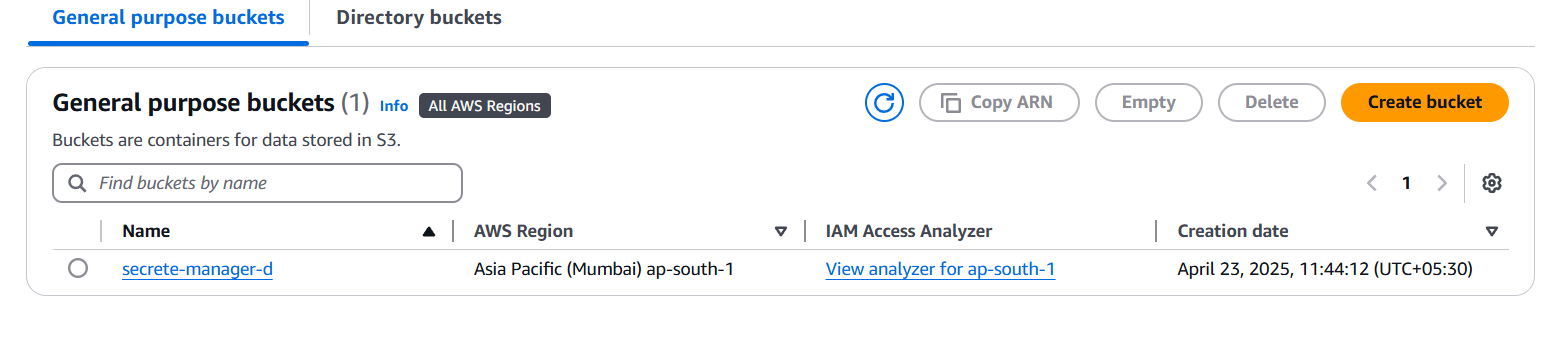 General purpose buckets Directory buckets
General purpose buckets (1) Info All AWS Regions Copy ARN Empty Delete Create bucket
Buckets are containers for data stored in S3.
Find buckets by name 1
Name AWS Region IAM Access Analyzer Creation date
secrete-manager-d Asia Pacific (Mumbai) ap-south-1 View analyzer for ap-south-1 April 23, 2025, 11:44:12 (UTC+05:30)